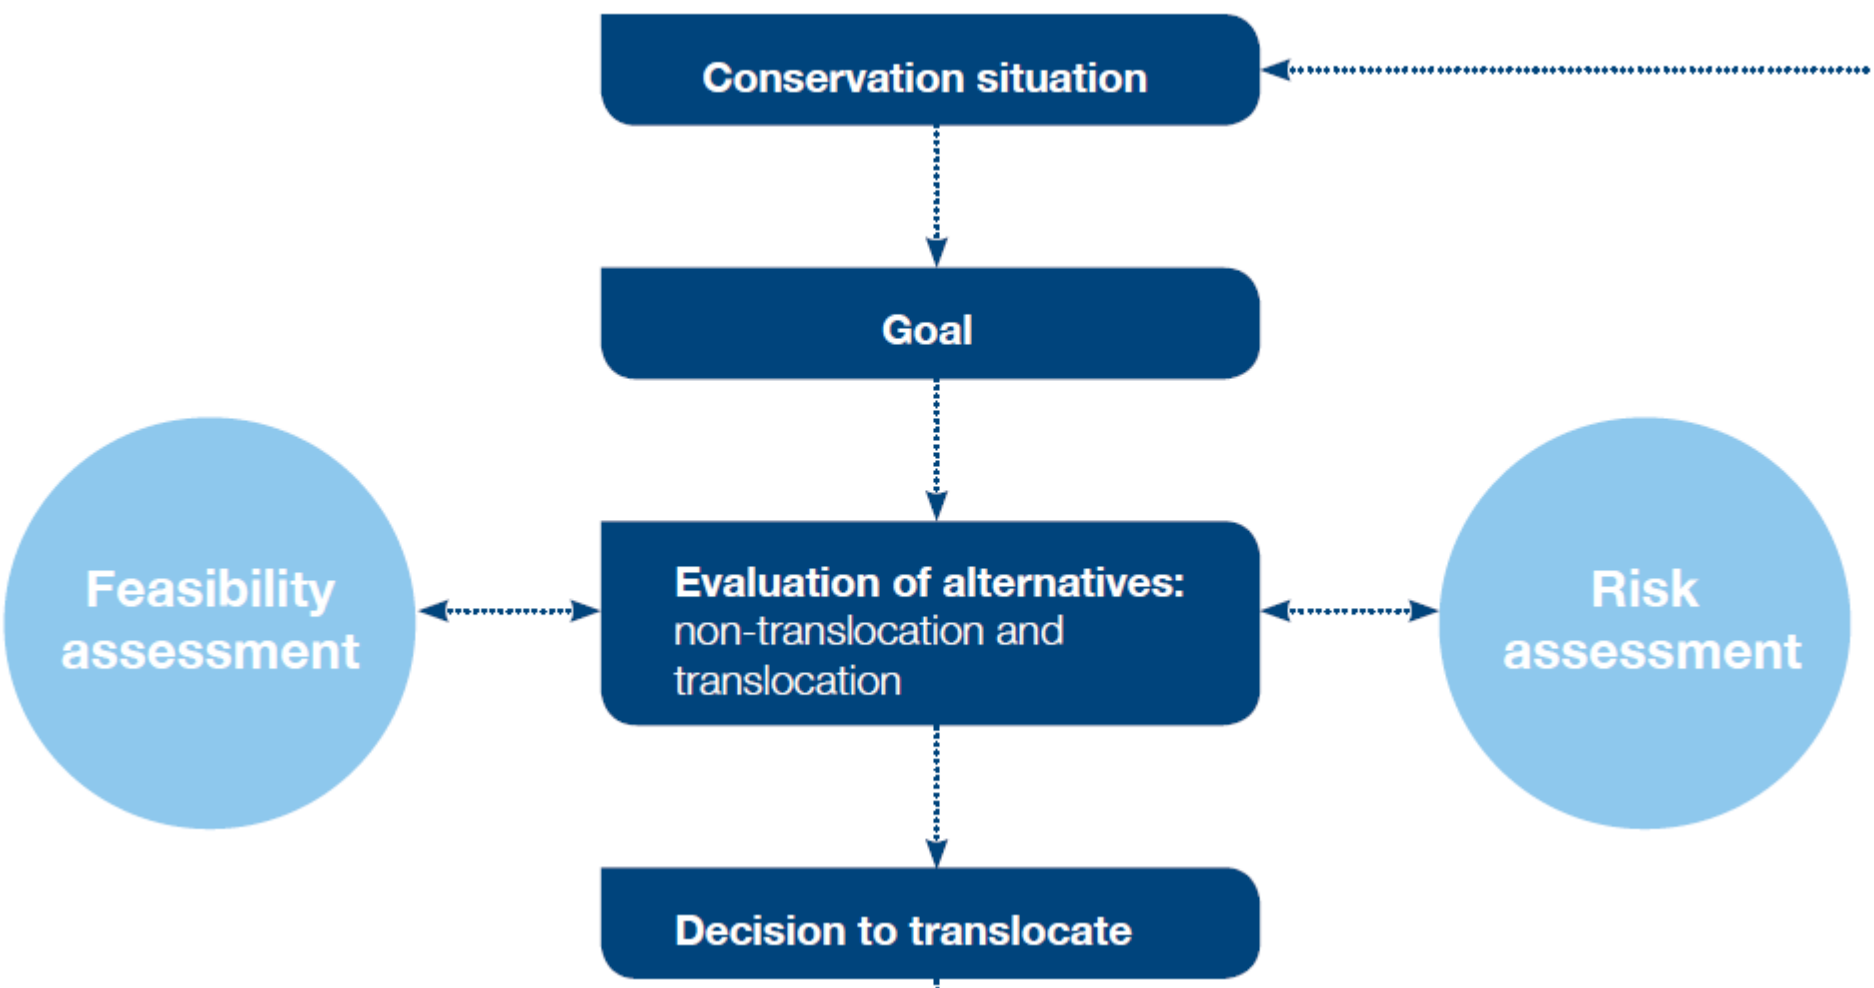 Conservation situation
Goal
Feasibility
assessment
Evaluation of alternatives:
non-translocation and
translocation
Risk
assessment
Decision to translocate